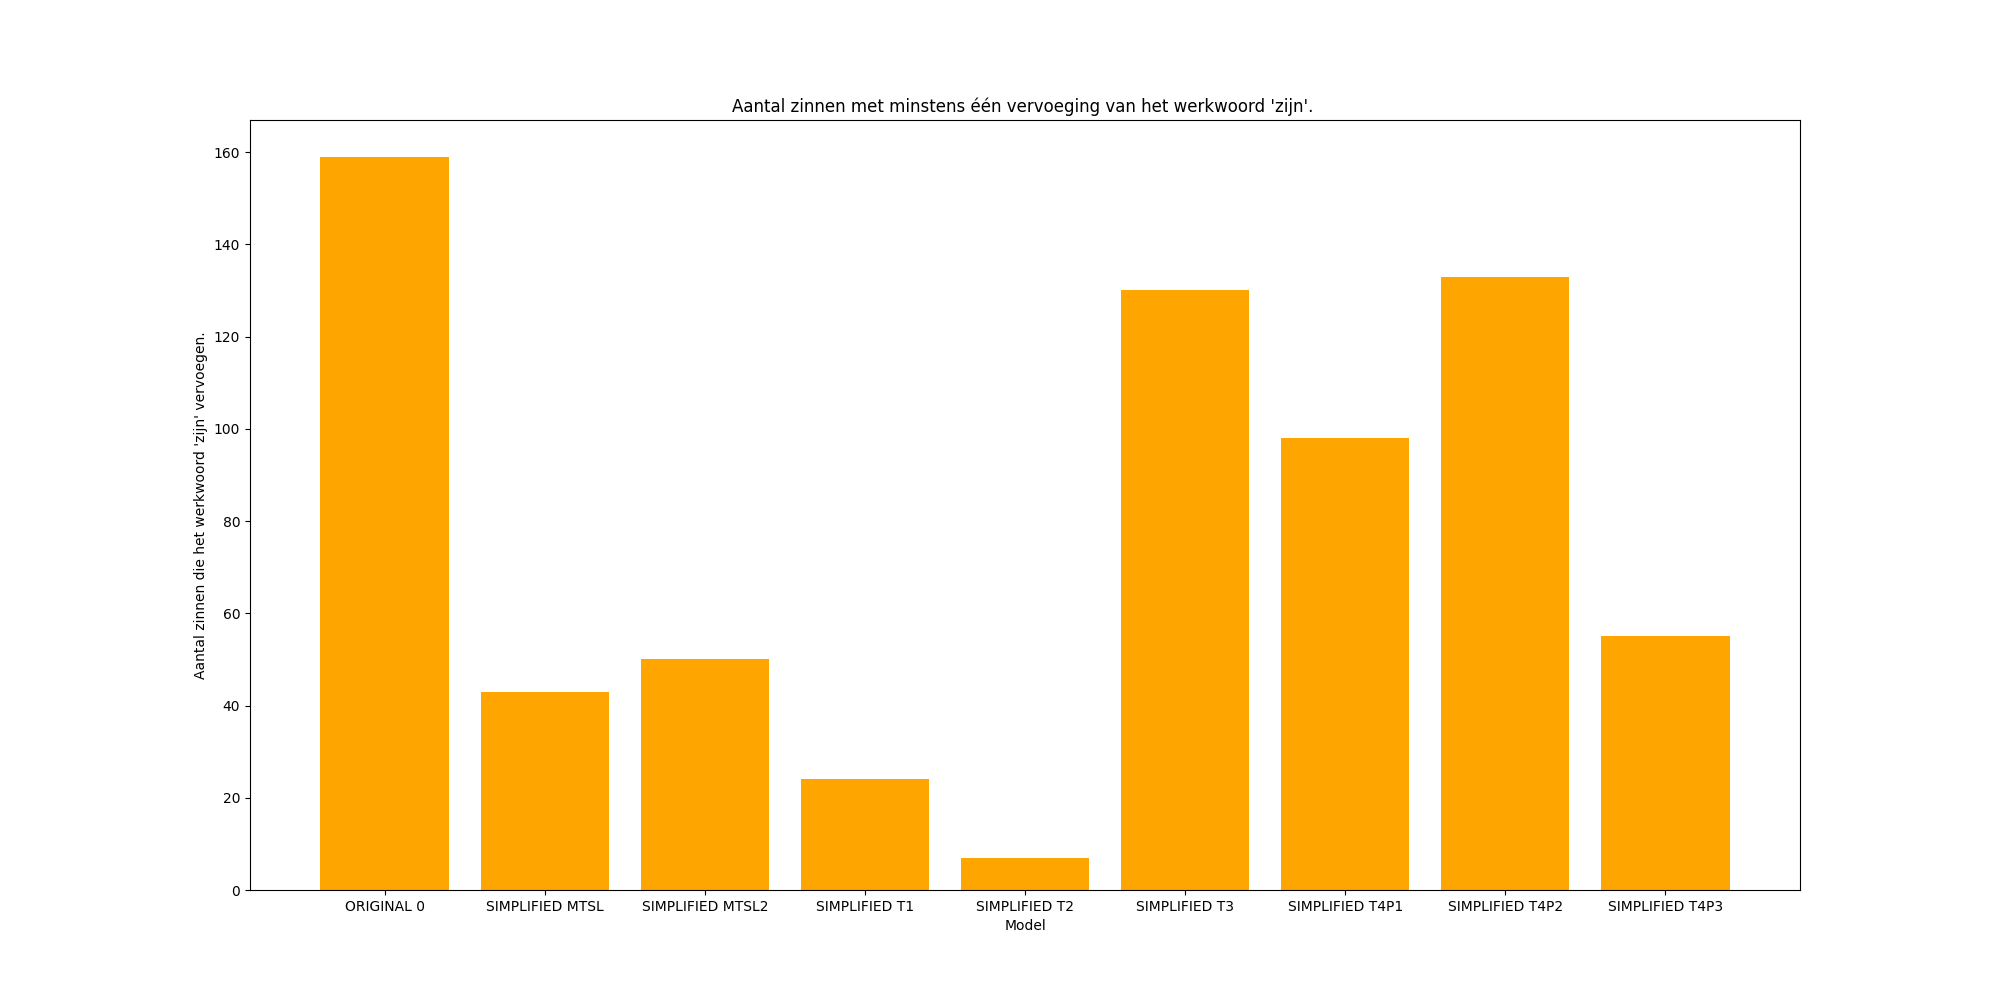 Aantal zinnen met minstens één vervoeging van het werkwoord 'zijn'.
Aantal zinnen die het werkwoord 'zijn' vervoegen.
160
140
120
100
80
60
40
20
0
ORIGINAL 0 SIMPLIFIED MTSL SIMPLIFIED MTSL2 SIMPLIFIED T1 SIMPLIFIED T2 SIMPLIFIED T3 SIMPLIFIED T4P1 SIMPLIFIED T4P2 SIMPLIFIED T4P3
Model